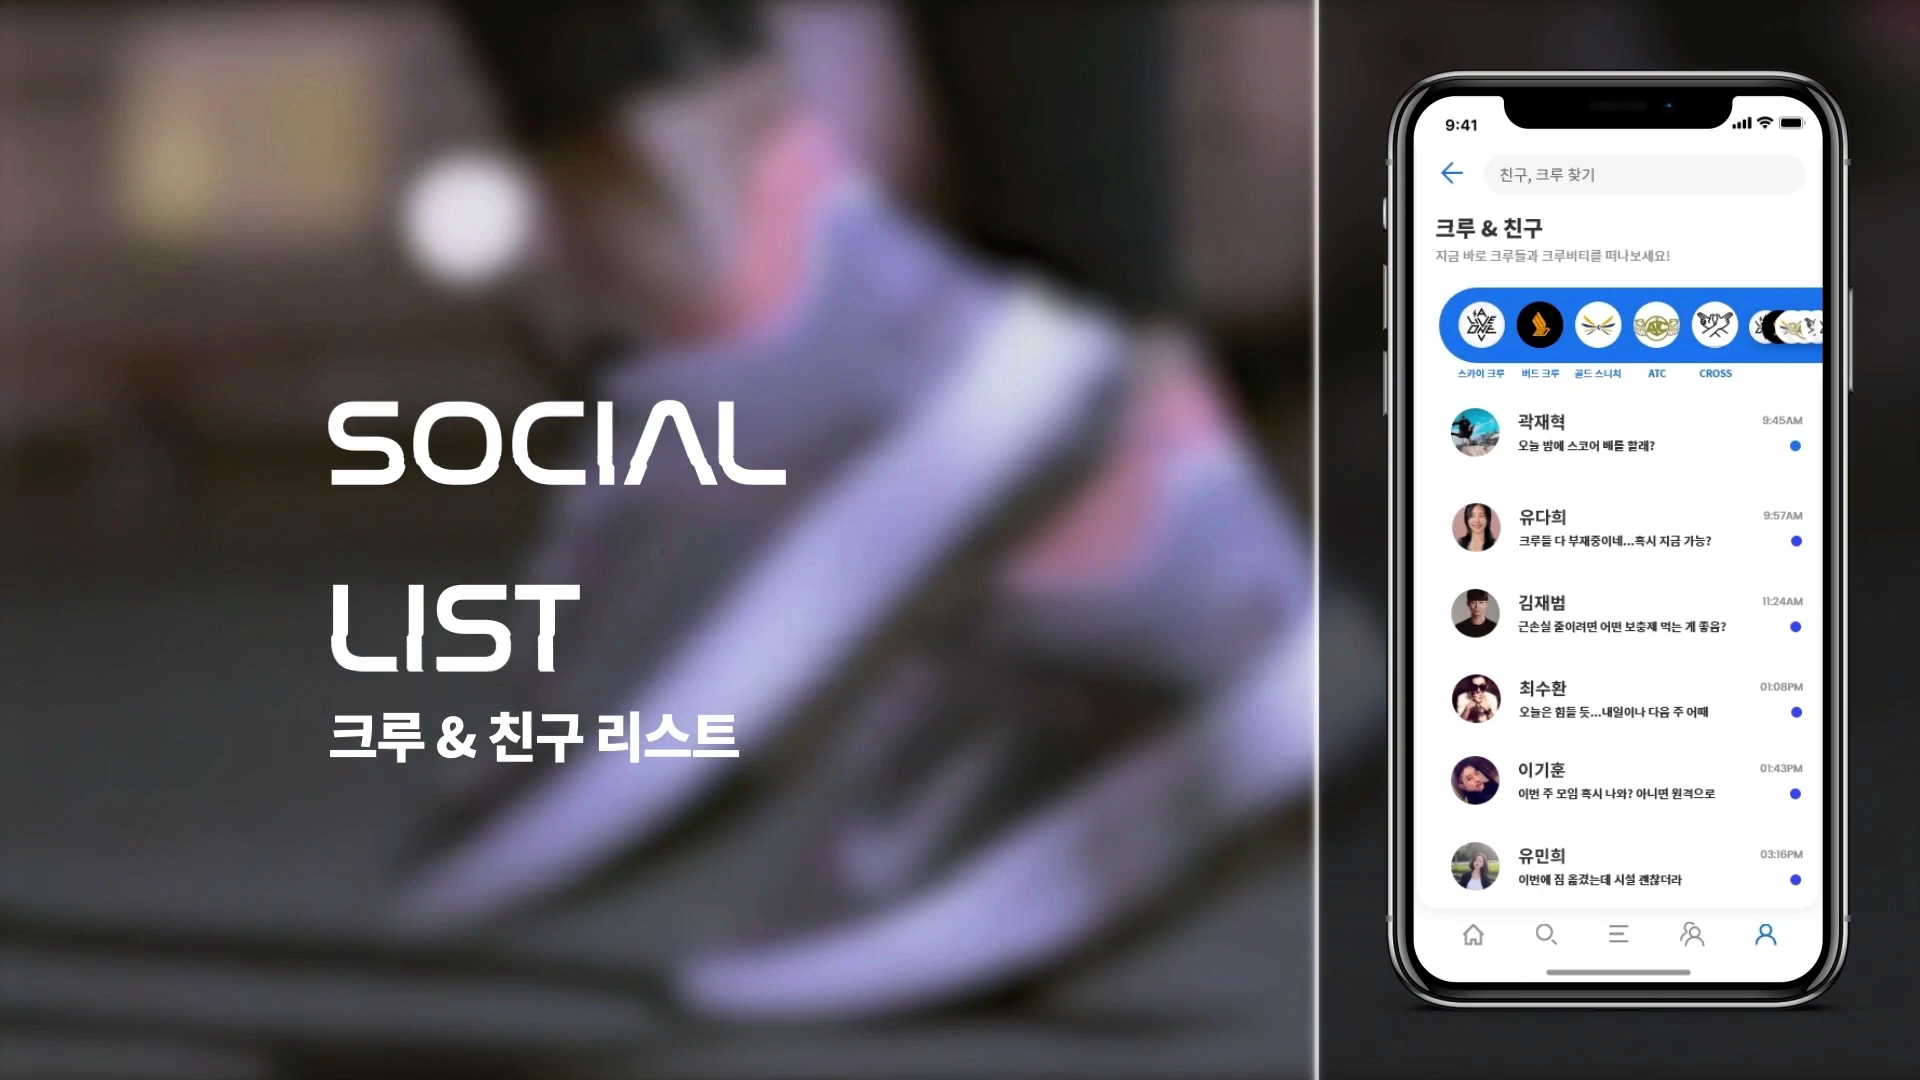 SOCIAL
LIST
크루 & 친구 리스트
9:41
친구, 크루 찾기
크루 & 친구
지금 바로 크루들과 크루비티를 떠나보세요!
스카이 크루 버드 크루 골드 스니치 ATC CROSS
곽재혁 9:45AM
오늘 밤에 스코어 배틀 할래?
유다희 9:57AM
크루들 다 부재중이네...혹시 지금 가능?
김재범 11:24AM
근손실 줄이려면 어떤 보충제 먹는 게 좋음?
최수환 01:08PM
오늘은 힘들 듯...내일이나 다음 주 어때
이기훈 01:43PM
이번 주 모임 혹시 나와? 아니면 원격으로
유민희 03:16PM
이번에 짐 옮겼는데 시설 괜찮더라